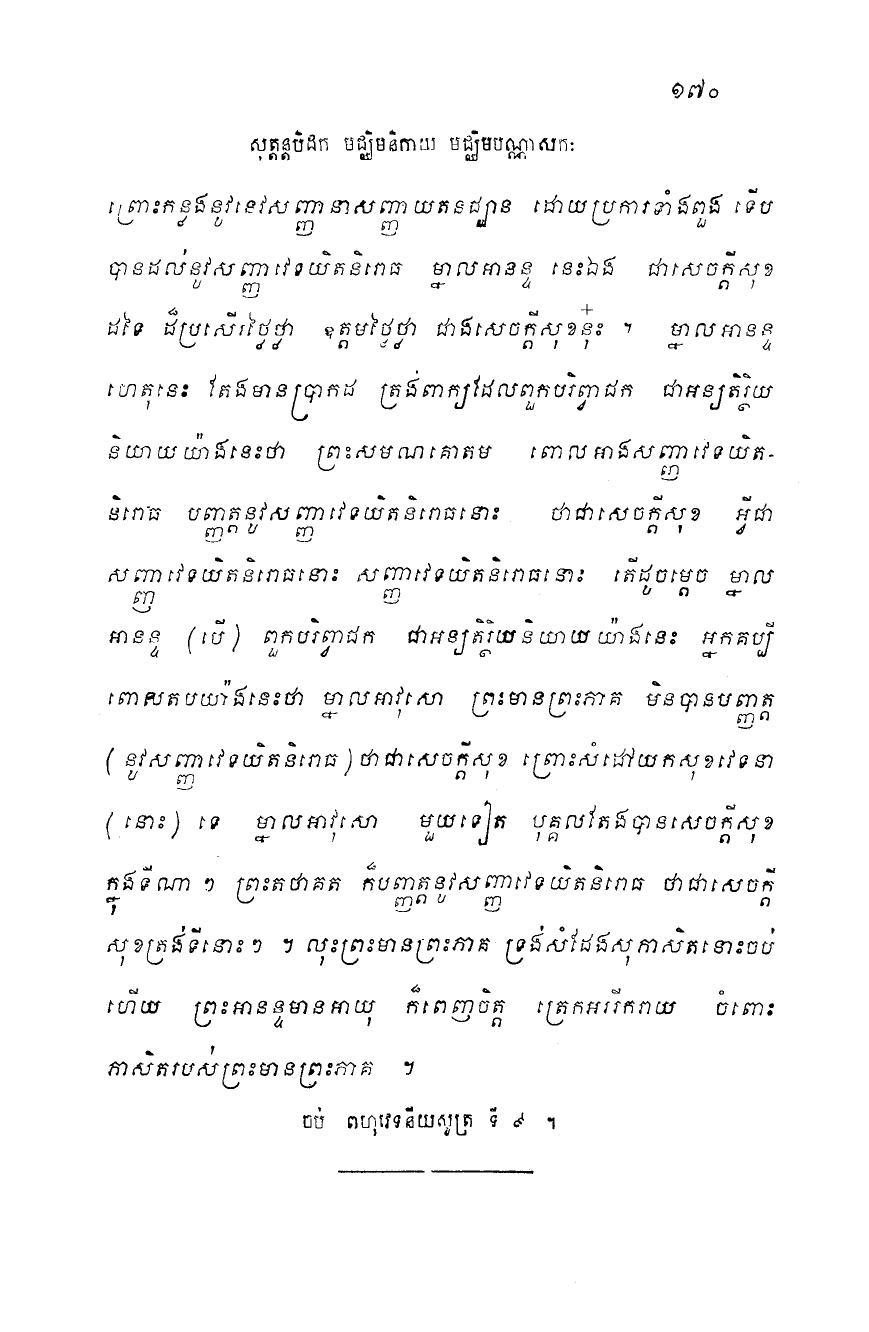 ១៧០
សុត្តន្តបិដក មជ្ឈិមនិកាយ មជ្ឈិមបណ្ណាសកៈ
ព្រោះកន្លងនូវនេវសញ្ញានាសញ្ញាយតនជ្ឈាន ដោយប្រការទាំងពួង ទើប
បានដល់នូវសញ្ញាវេទយិតនិរោធ ម្នាលអានន្ទ នេះឯង ជាសេចក្តីសុខ
ដទៃ ដ៏ប្រសើរថ្លៃថ្លា ឧត្តមថ្លៃថ្លា ជាងសេចក្តីសុខនុ៎ះ ។ ម្នាលអានន្ទ
ហេតុនេះ តែងមានប្រាកដ ត្រង់ពាក្យដែលពួកបរិព្វាជក ជាអន្យតិរ្ថិយ
និយាយយ៉ាងនេះថា ព្រះសមណគោតម ពោលអាងសញ្ញាវេទយិត-
និរោធ បញ្ញត្តនូវសញ្ញាវេទយិតនិរោធនោះ ថាជាសេចក្តីសុខ អ្វីជា
សញ្ញាវេទយិតនិរោធនោះ សញ្ញាវេទយិតនិរោធនោះ តើដូចម្តេច ម្នាល
អានន្ទ (បើ) ពួកបរិព្វាជក ជាអន្យតិរ្ថិយនិយាយយ៉ាងនេះ អ្នកគប្បី
ពោលតបយ៉ាងនេះថា ម្នាលអាវុសោ ព្រះមានព្រះភាគ មិនបានបញ្ញត្ត
(នូវសញ្ញាវេទយិតនិរោធ) ថាជាសេចក្តីសុខ ព្រោះសំដៅយកសុខវេទនា
(នោះ) ទេ ម្នាលអាវុសោ មួយទៀត បុគ្គលតែងបានសេចក្តីសុខ
ក្នុងទីណា ៗ ព្រះតថាគត ក៏បញ្ញត្តនូវសញ្ញាវេទយិតនិរោធ ថាជាសេចក្តី
សុខត្រង់ទីនោះ ៗ ។ លុះព្រះមានព្រះភាគ ទ្រង់សំដែងសុភាសិតនោះចប់
ហើយ ព្រះអានន្ទមានអាយុ ក៏ពេញចិត្ត ត្រេកអររីករាយ ចំពោះ
ភាសិតរបស់ព្រះមានព្រះភាគ ។
ចប់ ពហុវេទនីយសូត្រ ទី ៩ ។